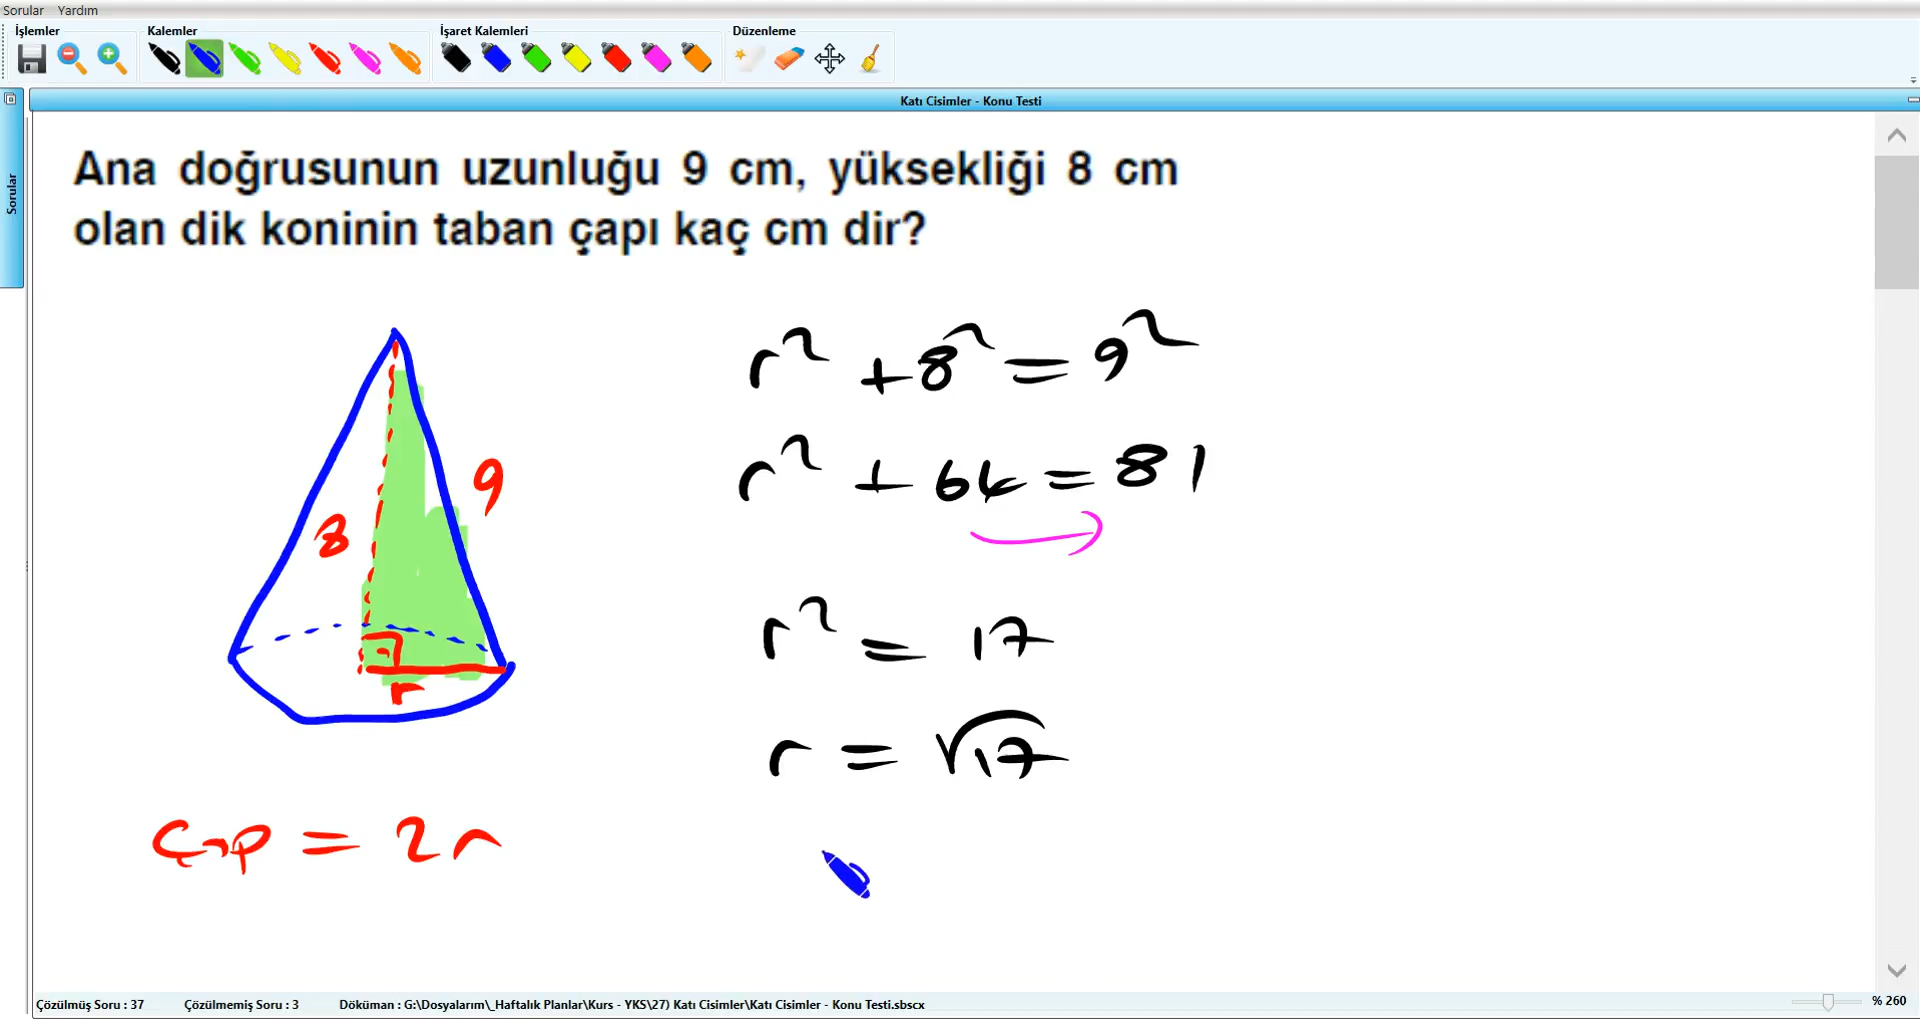 Sorular Yardım
İşlemler Kalemler İşaret Kalemleri Düzenleme
Katı Cisimler - Konu Testi
Sorular
Ana doğrusunun uzunluğu 9 cm, yüksekliği 8 cm
olan dik koninin taban çapı kaç cm dir?
r² + 8² = 9²
r² + 64 = 81
9
8
r² = 17
r
r = √17
Çap = 2r
Çözülmüş Soru : 37 Çözülmemiş Soru : 3 Döküman : G:\Dosyalarım\_Haftalık Planlar\Kurs - YKS\27) Katı Cisimler\Katı Cisimler - Konu Testi.sbscx % 260